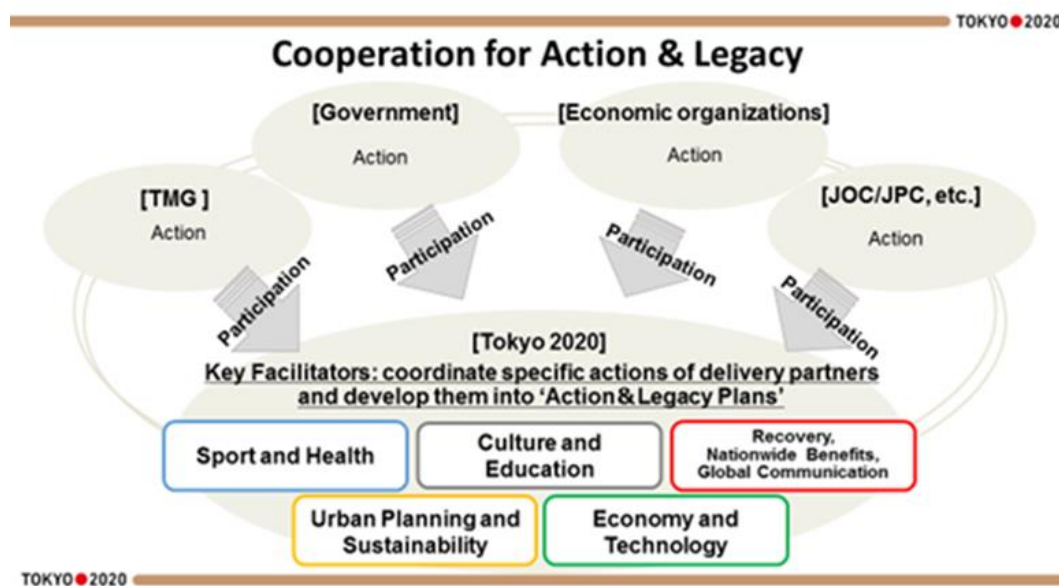 TOKYO 2020
Cooperation for Action & Legacy
[Government]
Action
[Economic organizations]
Action
[TMG ]
Action
[JOC/JPC, etc.]
Action
Participation
Participation
Participation
Participation
[Tokyo 2020]
Key Facilitators: coordinate specific actions of delivery partners
and develop them into ‘Action&Legacy Plans’
Sport and Health
Culture and
Education
Recovery,
Nationwide Benefits,
Global Communication
Urban Planning and
Sustainability
Economy and
Technology
TOKYO 2020